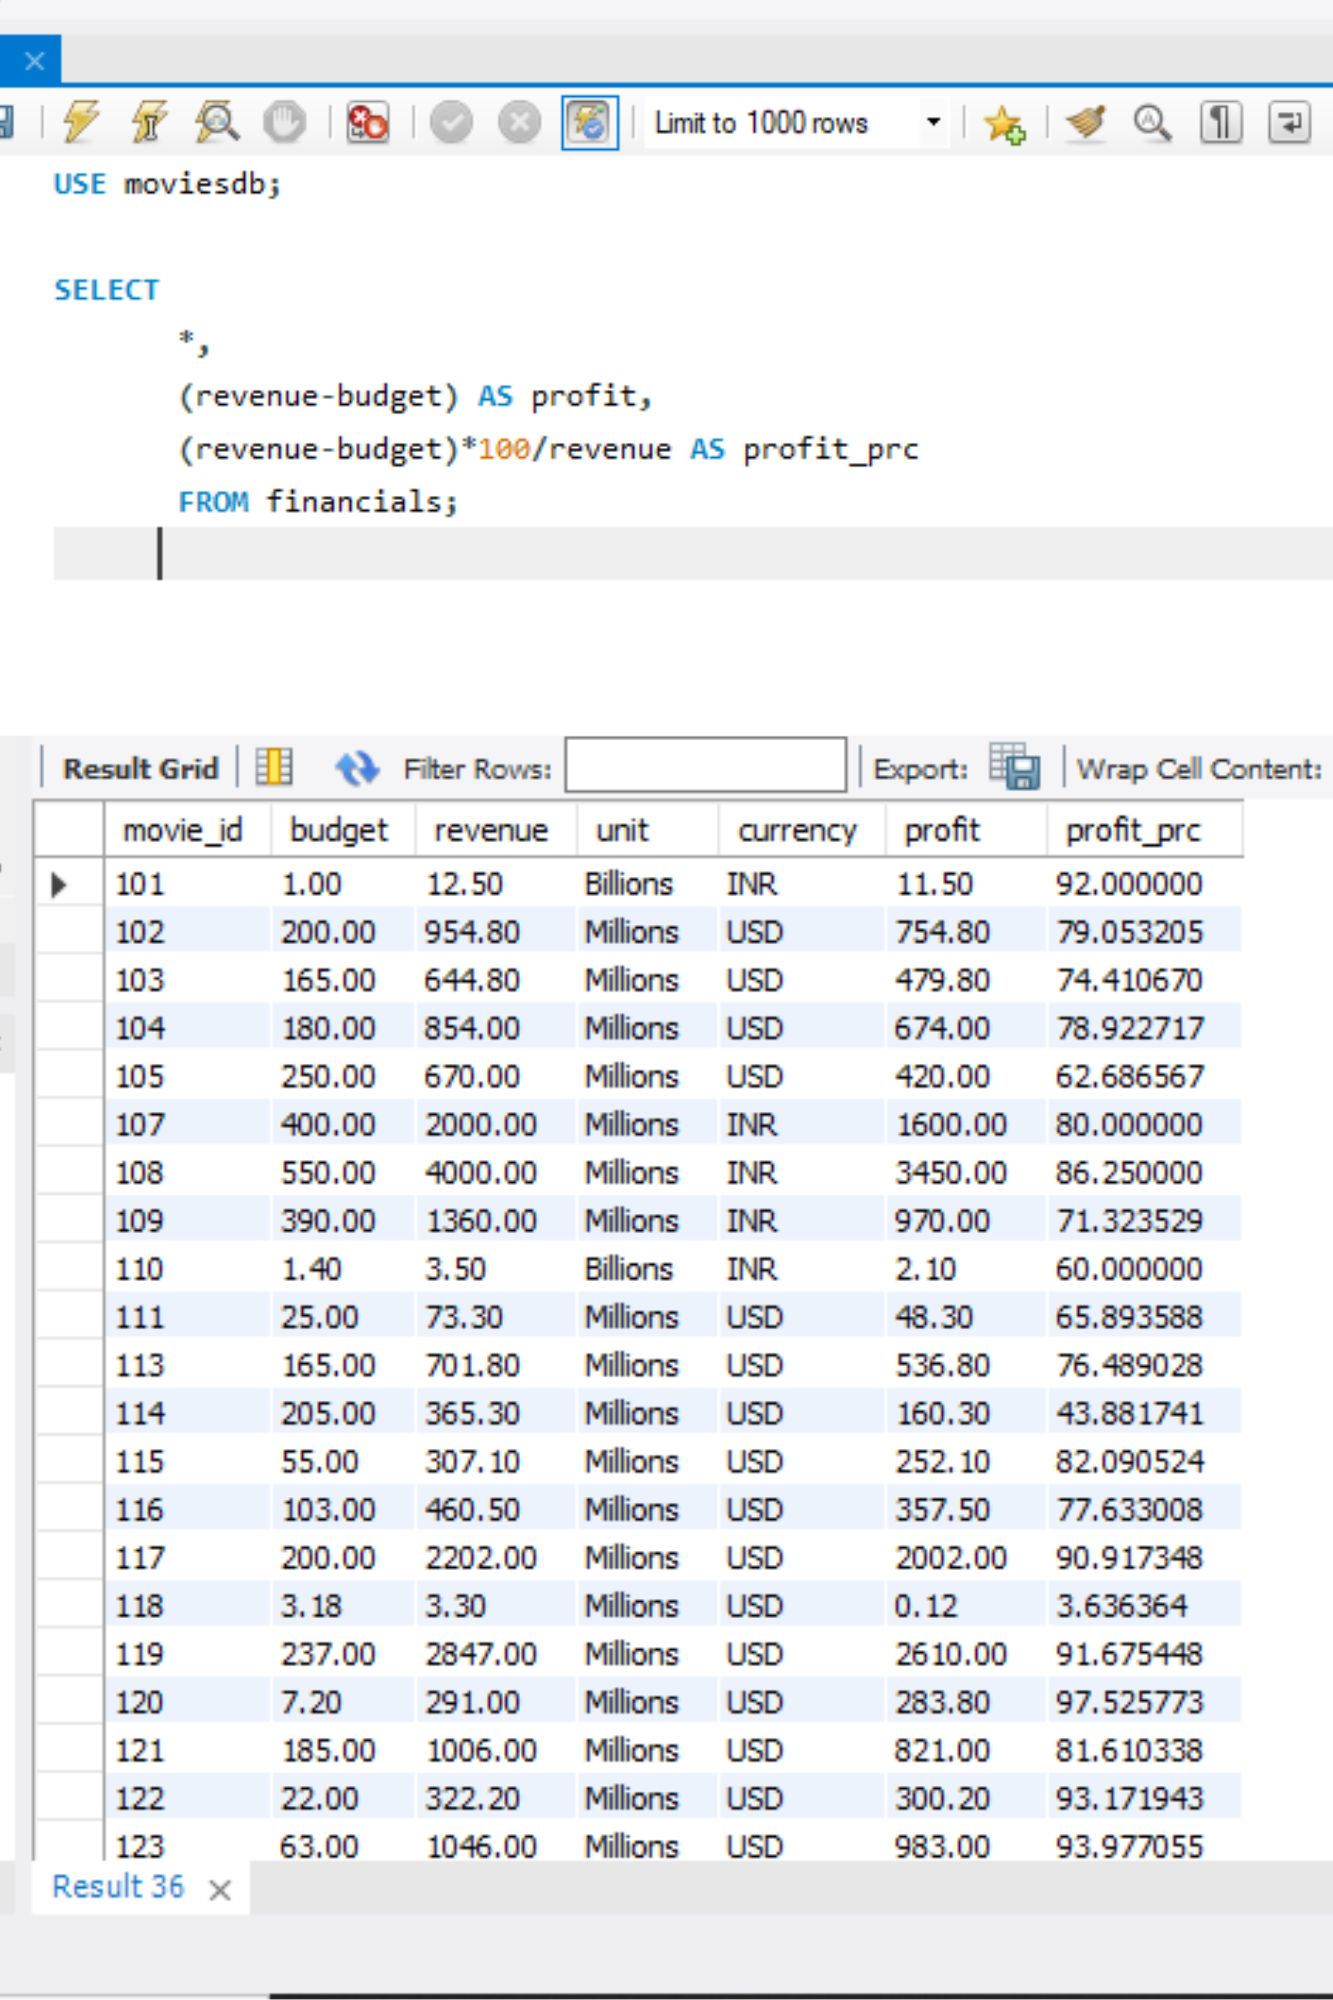 Limit to 1000 rows
USE moviesdb;
SELECT
*,
(revenue-budget) AS profit,
(revenue-budget)*100/revenue AS profit_prc
FROM financials;
Result Grid Filter Rows: Export: Wrap Cell Content:
movie_id budget revenue unit currency profit profit_prc
101 1.00 12.50 Billions INR 11.50 92.000000
102 200.00 954.80 Millions USD 754.80 79.053205
103 165.00 644.80 Millions USD 479.80 74.410670
104 180.00 854.00 Millions USD 674.00 78.922717
105 250.00 670.00 Millions USD 420.00 62.686567
107 400.00 2000.00 Millions INR 1600.00 80.000000
108 550.00 4000.00 Millions INR 3450.00 86.250000
109 390.00 1360.00 Millions INR 970.00 71.323529
110 1.40 3.50 Billions INR 2.10 60.000000
111 25.00 73.30 Millions USD 48.30 65.893588
113 165.00 701.80 Millions USD 536.80 76.489028
114 205.00 365.30 Millions USD 160.30 43.881741
115 55.00 307.10 Millions USD 252.10 82.090524
116 103.00 460.50 Millions USD 357.50 77.633008
117 200.00 2202.00 Millions USD 2002.00 90.917348
118 3.18 3.30 Millions USD 0.12 3.636364
119 237.00 2847.00 Millions USD 2610.00 91.675448
120 7.20 291.00 Millions USD 283.80 97.525773
121 185.00 1006.00 Millions USD 821.00 81.610338
122 22.00 322.20 Millions USD 300.20 93.171943
123 63.00 1046.00 Millions USD 983.00 93.977055
Result 36